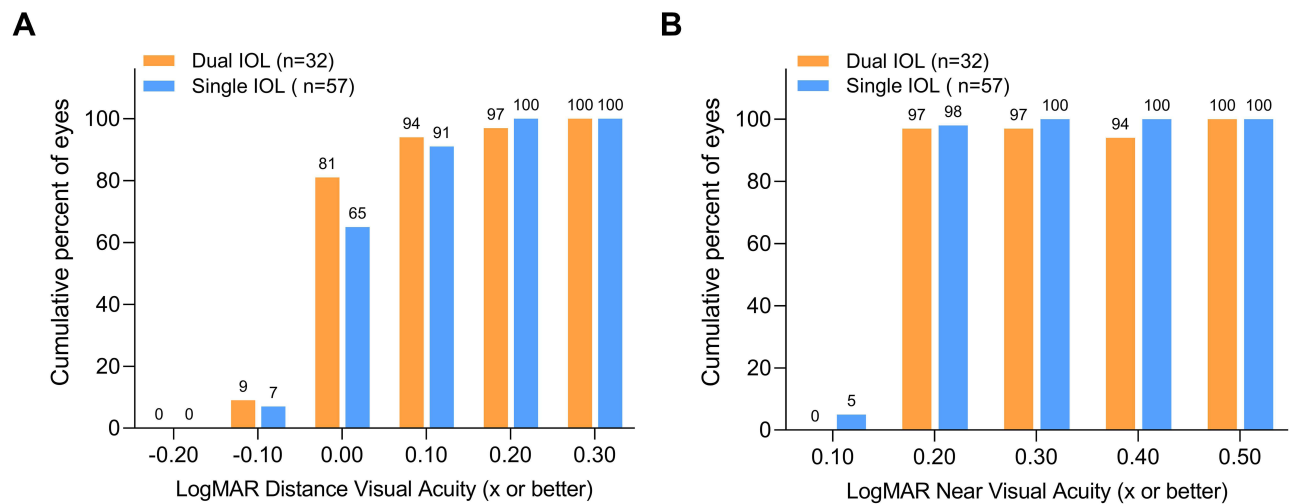 A
Dual IOL (n=32)
Single IOL ( n=57)
Cumulative percent of eyes
100
80
60
40
20
0
0 0
9 7
81 65
94 91
97 100
100 100
-0.20 -0.10 0.00 0.10 0.20 0.30
LogMAR Distance Visual Acuity (x or better)
B
Dual IOL (n=32)
Single IOL ( n=57)
Cumulative percent of eyes
100
80
60
40
20
0
0 5
97 98
97 100
94 100
100 100
0.10 0.20 0.30 0.40 0.50
LogMAR Near Visual Acuity (x or better)